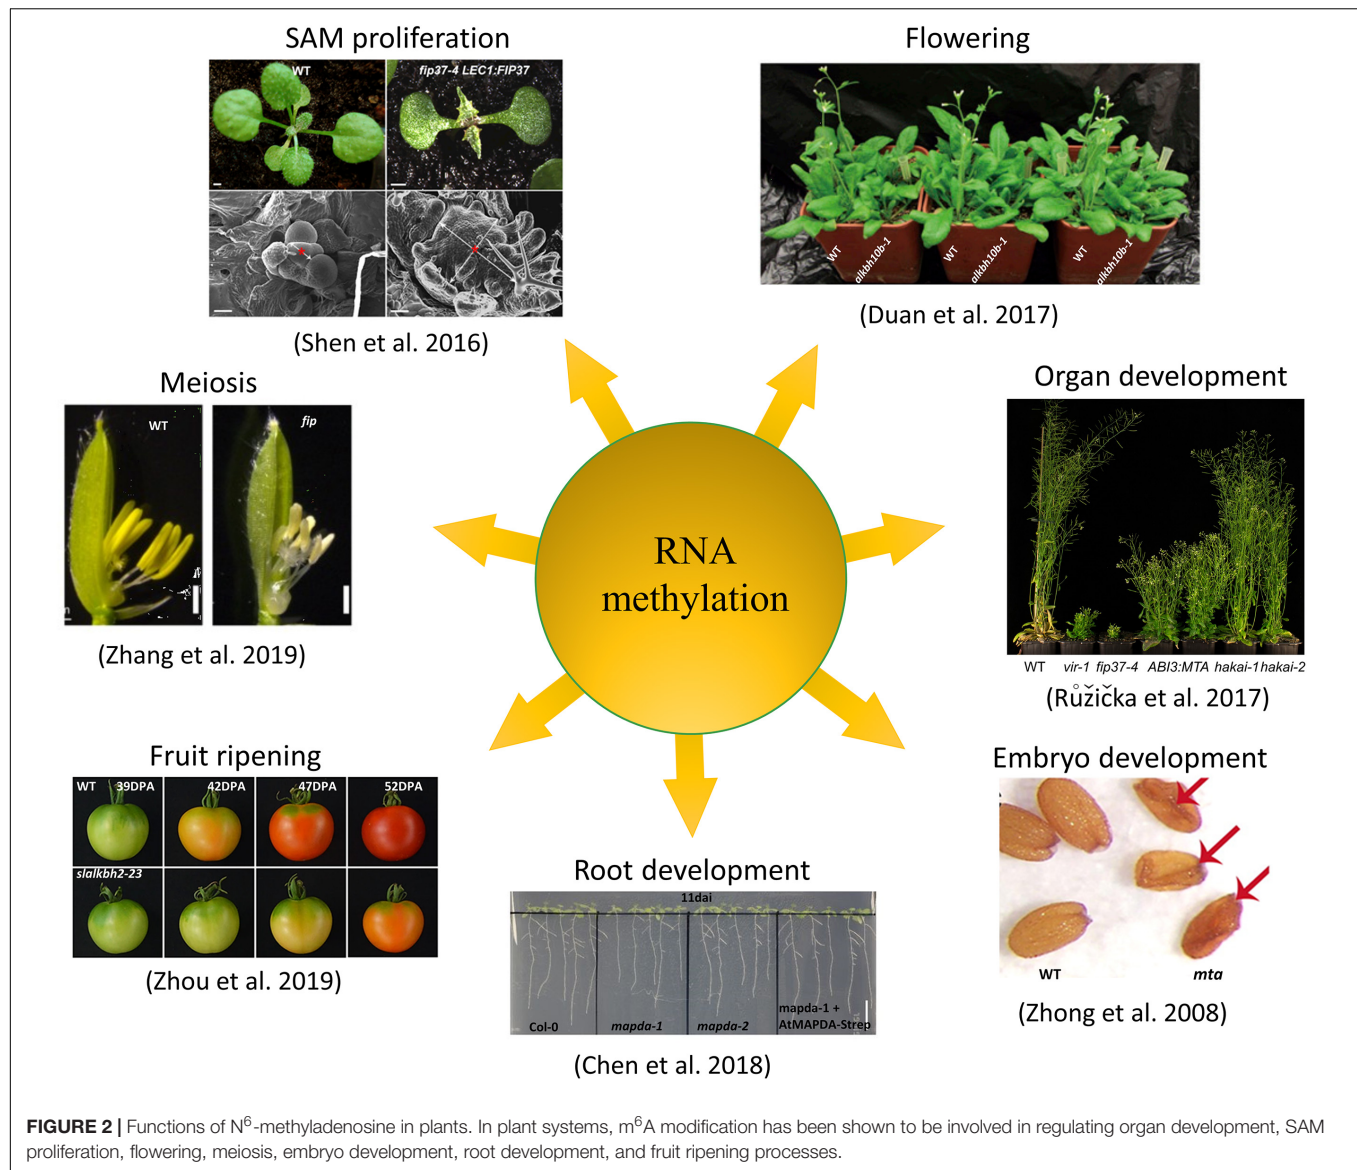 SAM proliferation
WT
fip37-4 LEC1:FIP37
(Shen et al. 2016)
Flowering
WT
alkbh10b-1
WT
alkbh10b-1
WT
alkbh10b-1
(Duan et al. 2017)
Meiosis
WT
fip
(Zhang et al. 2019)
Organ development
WT vir-1 fip37-4 ABI3:MTA hakai-1 hakai-2
(Růžička et al. 2017)
RNA
methylation
Fruit ripening
WT 39DPA 42DPA 47DPA 52DPA
slalkbh2-23
(Zhou et al. 2019)
Root development
11dai
Col-0
mapda-1
mapda-2
mapda-1 +
AtMAPDA-Strep
(Chen et al. 2018)
Embryo development
WT
mta
(Zhong et al. 2008)
FIGURE 2 | Functions of N⁶-methyladenosine in plants. In plant systems, m⁶A modification has been shown to be involved in regulating organ development, SAM
proliferation, flowering, meiosis, embryo development, root development, and fruit ripening processes.